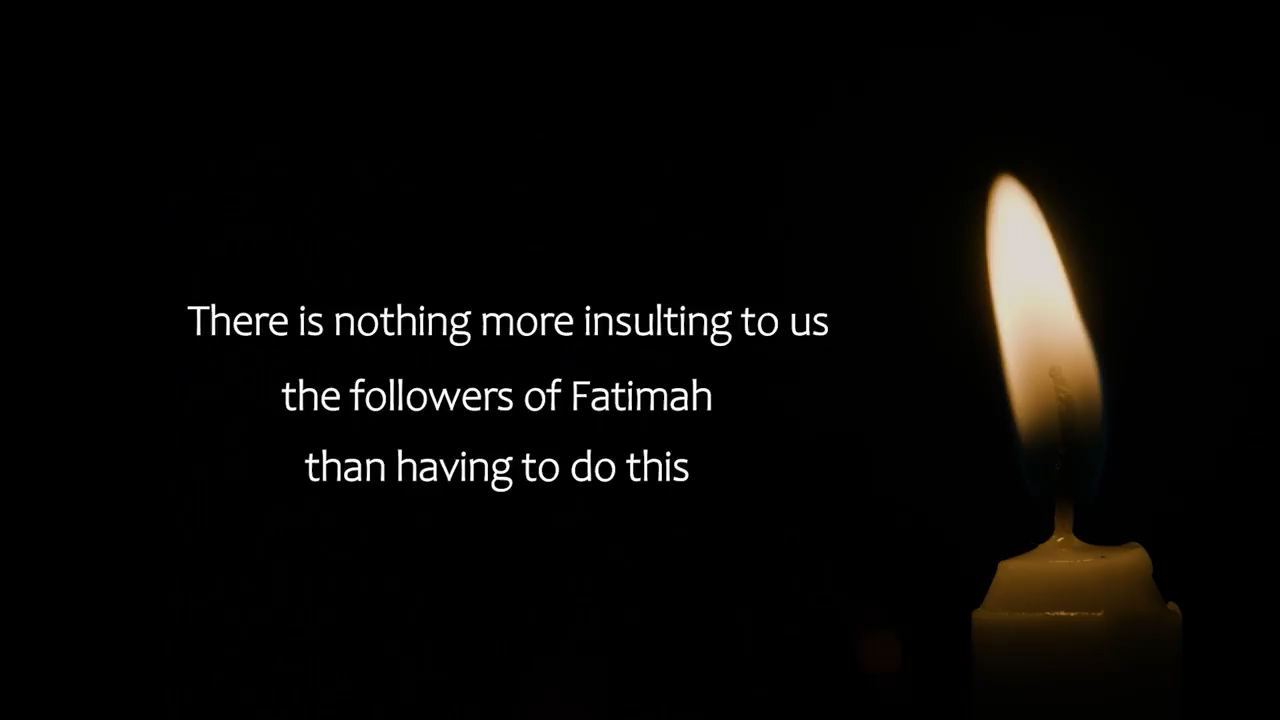 There is nothing more insulting to us
the followers of Fatimah
than having to do this